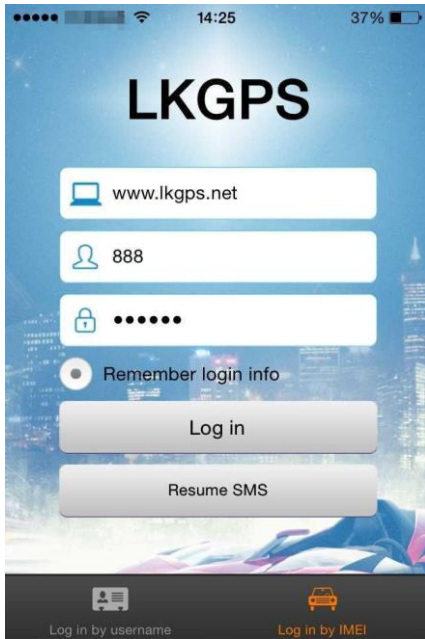 14:25
37%
LKGPS
www.lkgps.net
888
••••••
Remember login info
Log in
Resume SMS
Log in by username
Log in by IMEI